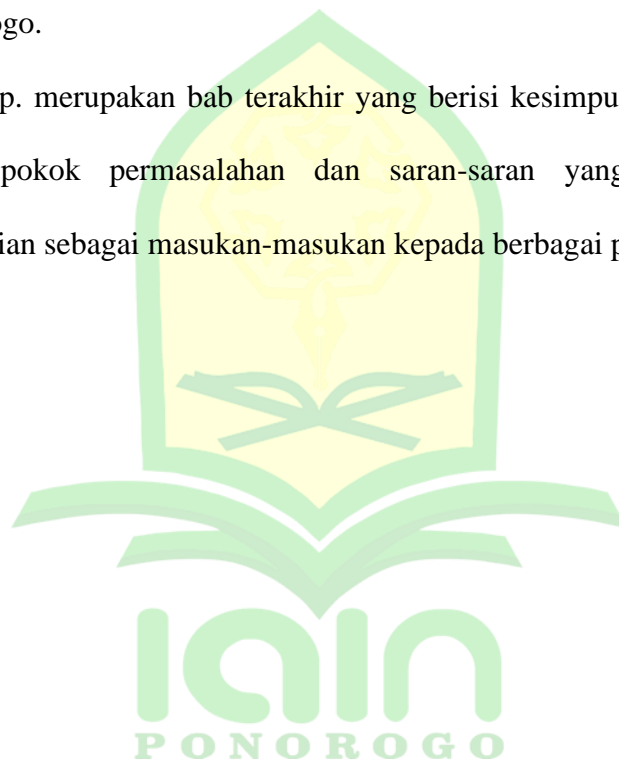 ogo.
p. merupakan bab terakhir yang berisi kesimpu
pokok permasalahan dan saran-saran yang
ian sebagai masukan-masukan kepada berbagai p
iain
PONOROGO